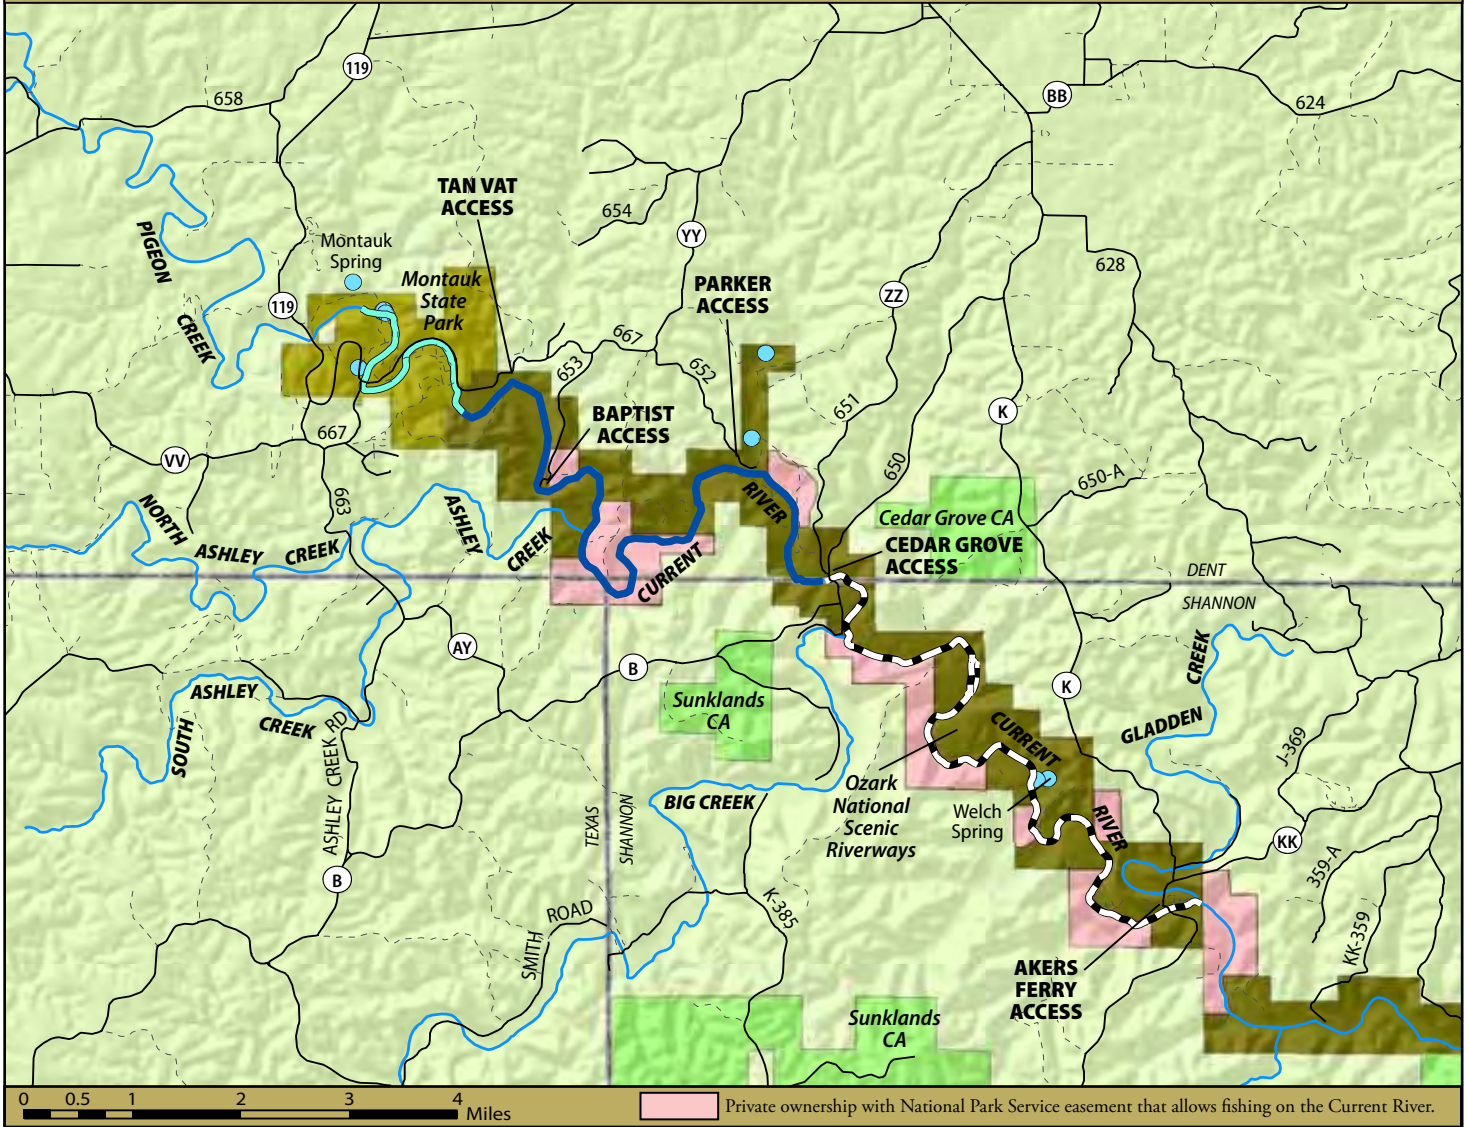 119
658
BB
624
TAN VAT
ACCESS
654
PIGEON
CREEK
Montauk
Spring
YY
628
119
Montauk
State
Park
PARKER
ACCESS
ZZ
667
653
652
BAPTIST
ACCESS
651
K
650
650-A
667
VV
663
NORTH
ASHLEY
CREEK
ASHLEY
CREEK
RIVER
CURRENT
Cedar Grove CA
CEDAR GROVE
ACCESS
DENT
SHANNON
AY
B
CREEK
GLADDEN
K
ASHLEY
CREEK
SOUTH
ASHLEY CREEK RD
Sunklands
CA
CURRENT
RIVER
J-369
Ozark
National
Scenic
Riverways
Welch
Spring
BIG CREEK
TEXAS
SHANNON
KK
359-A
B
K-385
SMITH
ROAD
KK-359
AKERS
FERRY
ACCESS
Sunklands
CA
0 0.5 1 2 3 4
Miles
Private ownership with National Park Service easement that allows fishing on the Current River.